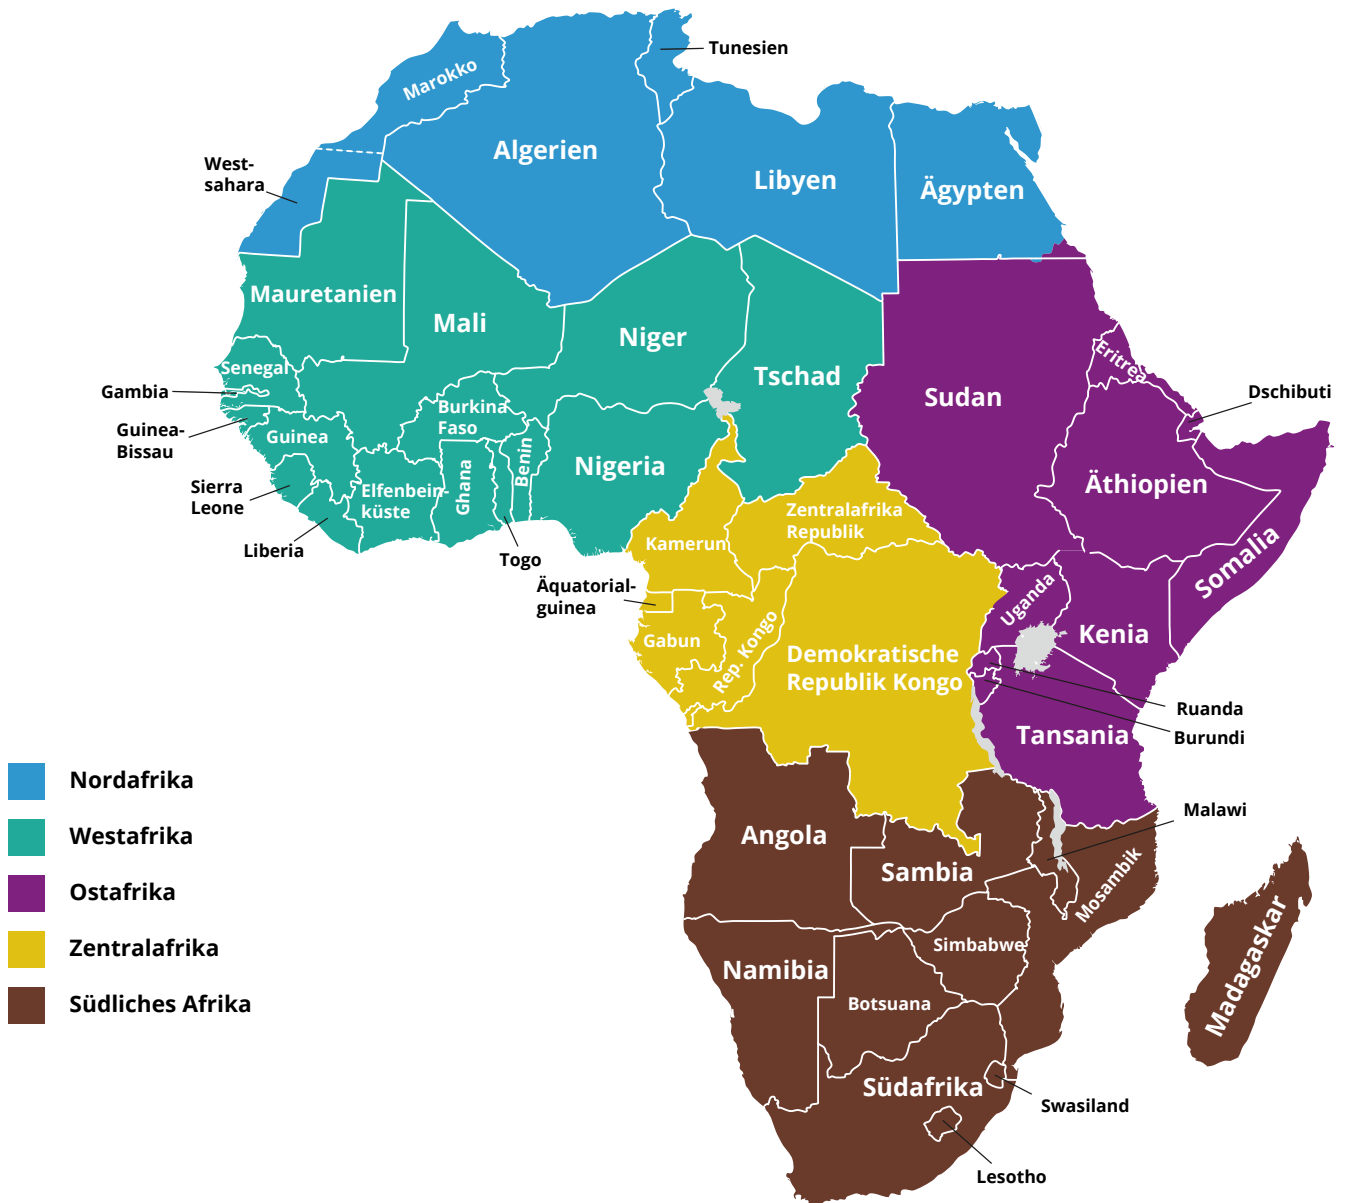 Tunesien
Marokko
Algerien
West-
sahara
Libyen
Ägypten
Mauretanien
Mali
Niger
Tschad
Senegal
Gambia
Eritrea
Sudan
Dschibuti
Burkina
Faso
Guinea-
Bissau
Guinea
Benin
Nigeria
Ghana
Äthiopien
Sierra
Leone
Elfenbein-
küste
Zentralafrika
Republik
Liberia
Togo
Kamerun
Somalia
Äquatorial-
guinea
Uganda
Gabun
Rep. Kongo
Kenia
Demokratische
Republik Kongo
Ruanda
Burundi
Tansania
Nordafrika
Westafrika
Ostafrika
Zentralafrika
Südliches Afrika
Malawi
Angola
Sambia
Mosambik
Simbabwe
Namibia
Botsuana
Madagaskar
Südafrika
Swasiland
Lesotho